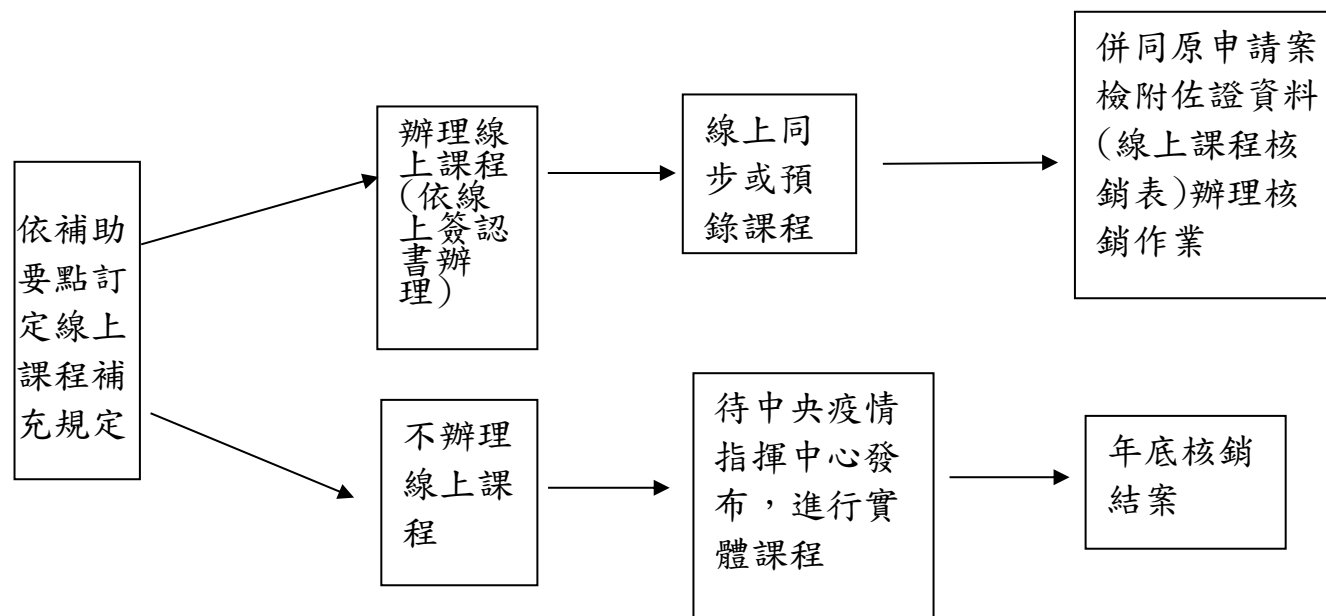 依補助
要點訂
定線上
課程補
充規定
辦理線
上課程
(依線
上簽認
書辦
理)
線上同
步或預
錄課程
併同原申請案
檢附佐證資料
(線上課程核
銷表)辦理核
銷作業
不辦理
線上課
程
待中央疫情
指揮中心發
布，進行實
體課程
年底核銷
結案